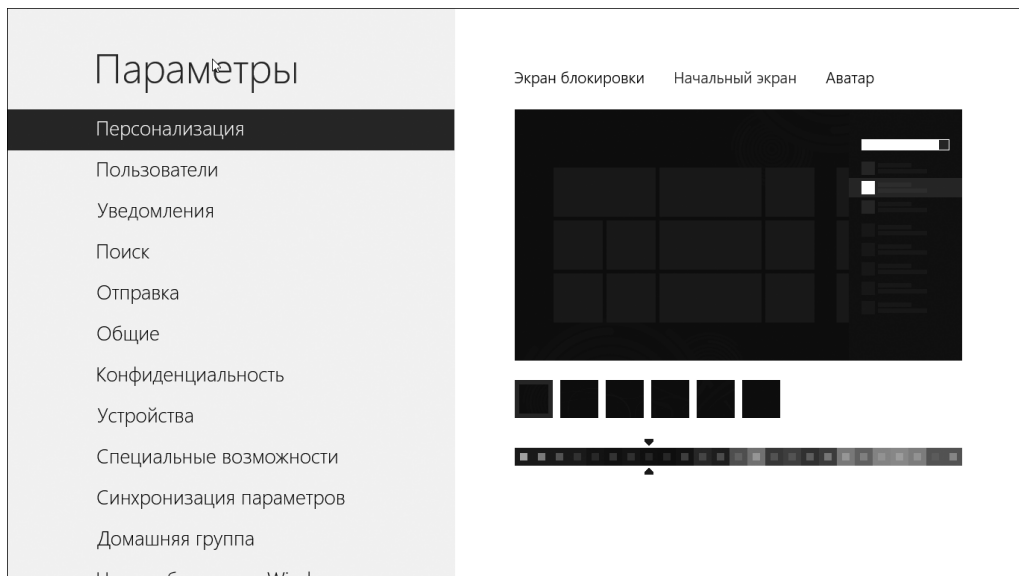 Параметры
Экран блокировки Начальный экран Аватар
Персонализация
Пользователи
Уведомления
Поиск
Отправка
Общие
Конфиденциальность
Устройства
Специальные возможности
Синхронизация параметров
Домашняя группа